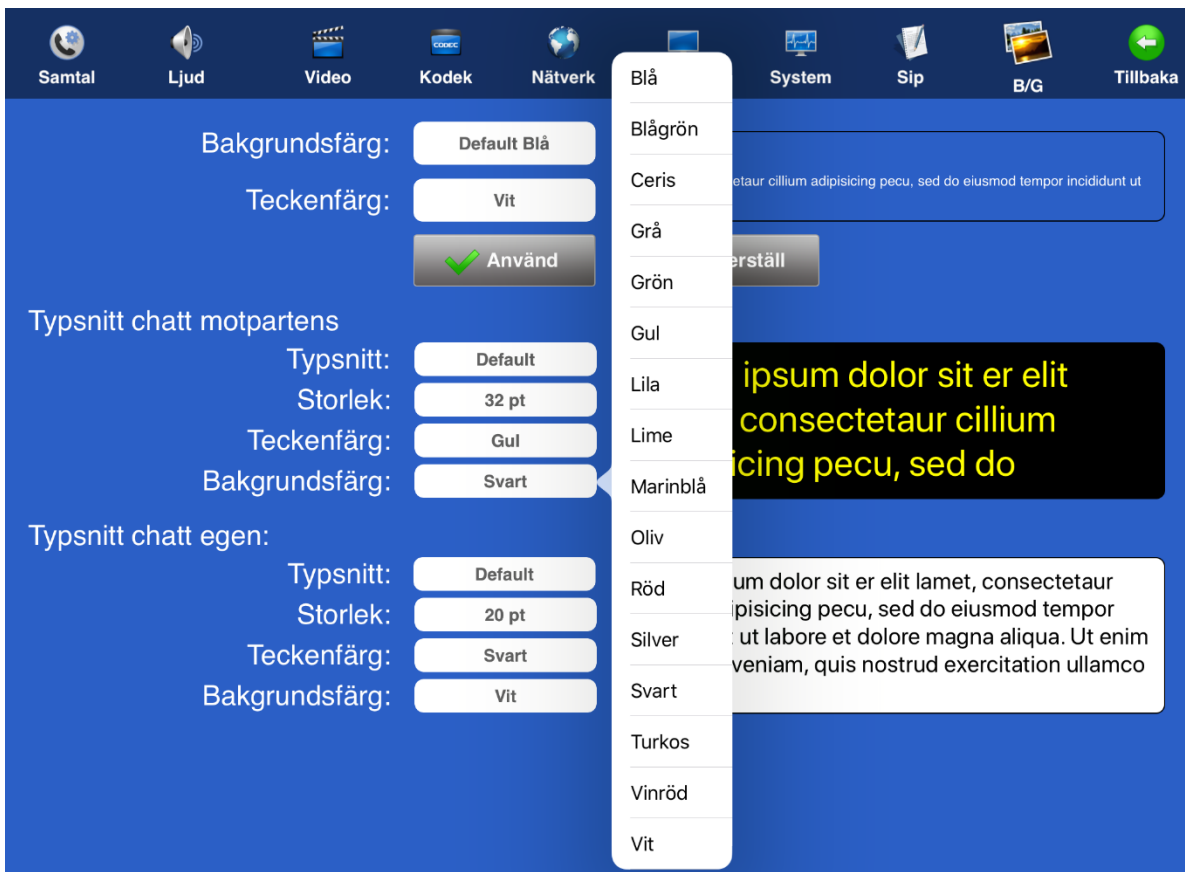 Samtal
Ljud
Video
CODEC
Kodek
Nätverk
System
Sip
B/G
Tillbaka
Bakgrundsfärg:
Default Blå
Teckenfärg:
Vit
cillium adipisicing pecu, sed do eiusmod tempor incididunt ut
Använd
Typsnitt chatt motpartens
Typsnitt:
Default
Storlek:
32 pt
Teckenfärg:
Gul
Bakgrundsfärg:
Svart
ipsum dolor sit er elit
consectetaur cillium
pecu, sed do
Typsnitt chatt egen:
Typsnitt:
Default
Storlek:
20 pt
Teckenfärg:
Svart
Bakgrundsfärg:
Vit
dolor sit er elit lamet, consectetaur
pecu, sed do eiusmod tempor
ut labore et dolore magna aliqua. Ut enim
veniam, quis nostrud exercitation ullamco
Blå
Blågrön
Ceris
Grå
Grön
Gul
Lila
Lime
Marinblå
Oliv
Röd
Silver
Svart
Turkos
Vinröd
Vit